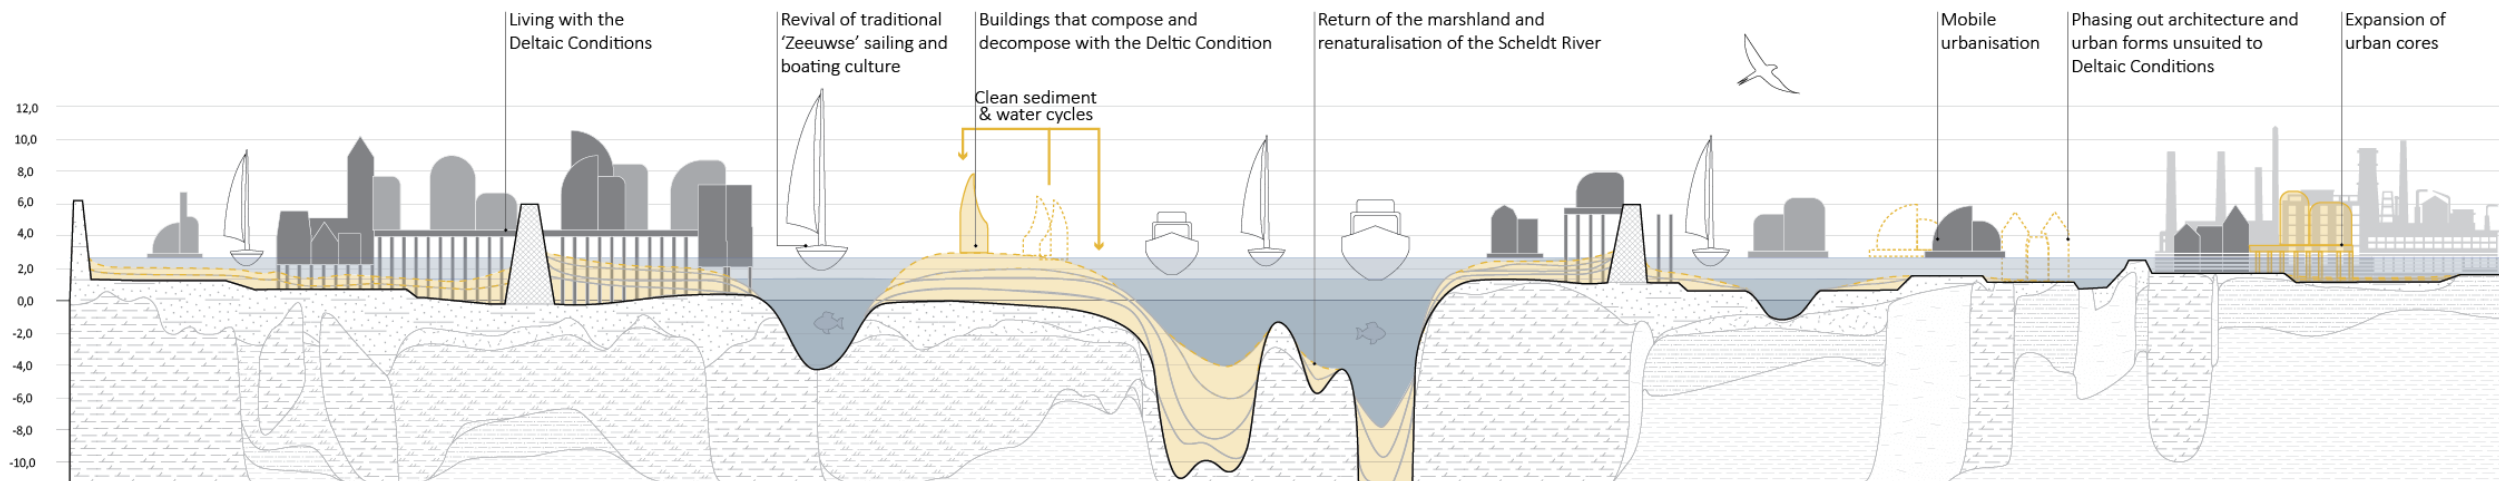 Living with the
Deltaic Conditions
Revival of traditional
‘Zeeuwse’ sailing and
boating culture
Buildings that compose and
decompose with the Deltic Condition
Clean sediment
& water cycles
Return of the marshland and
renaturalisation of the Scheldt River
Mobile
urbanisation
Phasing out architecture and
urban forms unsuited to
Deltaic Conditions
Expansion of
urban cores
12,0
10,0
8,0
6,0
4,0
2,0
0,0
-2,0
-4,0
-6,0
-8,0
-10,0